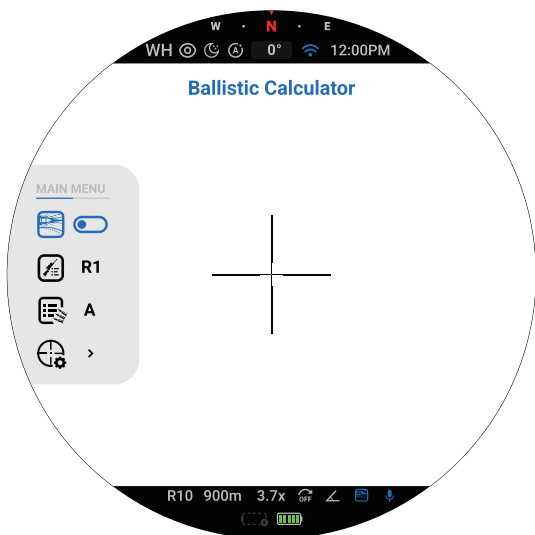 W · N · E
WH A 0° 12:00PM
Ballistic Calculator
MAIN MENU
R1
A
>
R10 900m 3.7x OFF